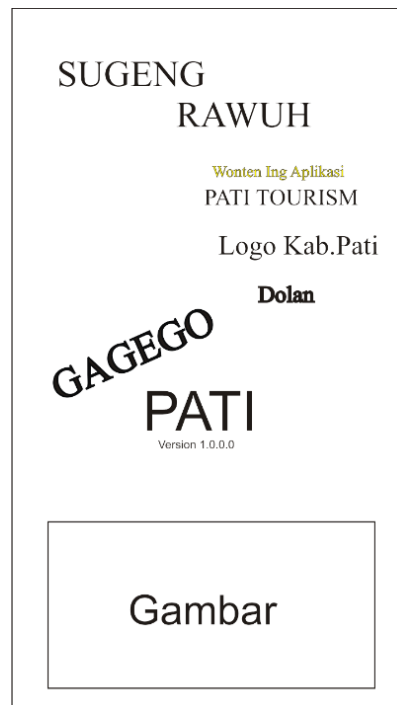 SUGENG
RAWUH
Wonten Ing Aplikasi
PATI TOURISM
Logo Kab.Pati
Dolan
GAGEGO
PATI
Version 1.0.0.0
Gambar